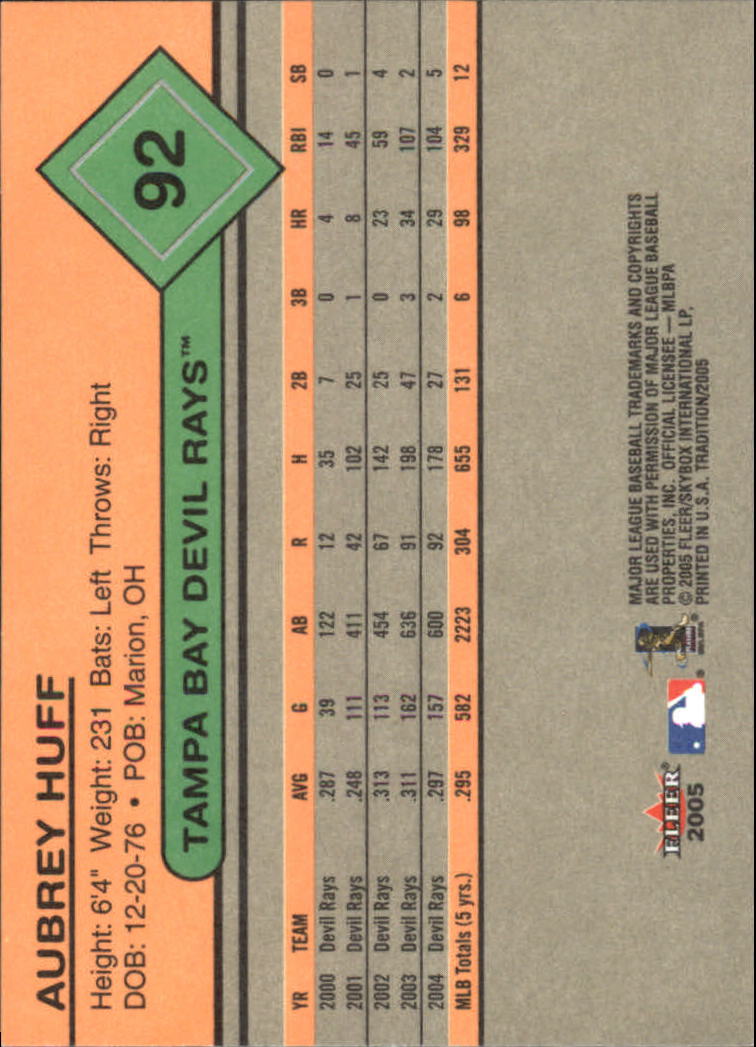 AUBREY HUFF
Height: 6'4" Weight: 231 Bats: Left Throws: Right
DOB: 12-20-76 • POB: Marion, OH
92
TAMPA BAY DEVIL RAYS™
YR TEAM AVG G AB R H 2B 3B HR RBI SB
2000 Devil Rays .287 39 122 12 35 7 0 4 14 0
2001 Devil Rays .248 111 411 42 102 25 1 8 45 1
2002 Devil Rays .313 113 454 67 142 25 0 23 59 4
2003 Devil Rays .311 162 636 91 198 47 3 34 107 2
2004 Devil Rays .297 157 600 92 178 27 2 29 104 5
MLB Totals (5 yrs.) .295 582 2223 304 655 131 6 98 329 12
FLEER®
2005
MAJOR LEAGUE BASEBALL TRADEMARKS AND COPYRIGHTS
ARE USED WITH PERMISSION OF MAJOR LEAGUE BASEBALL
PROPERTIES, INC. OFFICIAL LICENSEE — MLBPA
© 2005 FLEER/SKYBOX INTERNATIONAL LP,
PRINTED IN U.S.A. TRADITION/2005